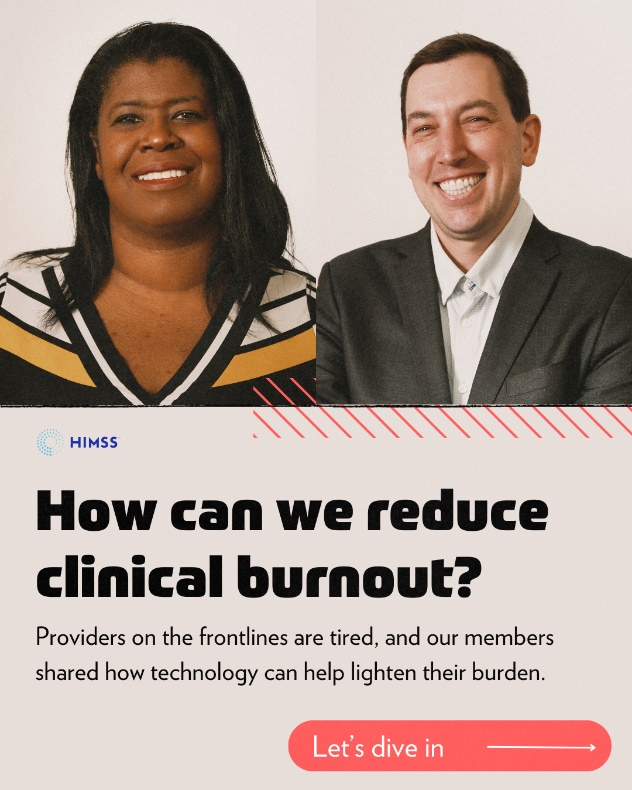 HIMSS
How can we reduce
clinical burnout?
Providers on the frontlines are tired, and our members
shared how technology can help lighten their burden.
Let's dive in